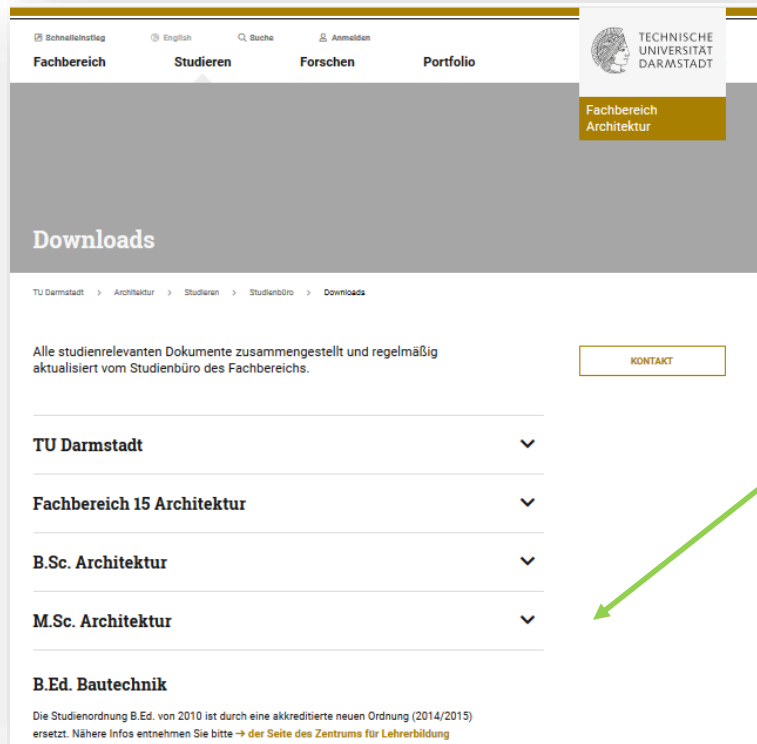 Schnelleinstieg English Suche Anmelden
Fachbereich Studieren Forschen Portfolio
TECHNISCHE
UNIVERSITÄT
DARMSTADT
Fachbereich
Architektur
Downloads
TU Darmstadt > Architektur > Studieren > Studienbüro > Downloads
Alle studienrelevanten Dokumente zusammengestellt und regelmäßig
aktualisiert vom Studienbüro des Fachbereichs.
KONTAKT
TU Darmstadt
Fachbereich 15 Architektur
B.Sc. Architektur
M.Sc. Architektur
B.Ed. Bautechnik
Die Studienordnung B.Ed. von 2010 ist durch eine akkreditierte neuen Ordnung (2014/2015)
ersetzt. Nähere Infos entnehmen Sie bitte → der Seite des Zentrums für Lehrerbildung